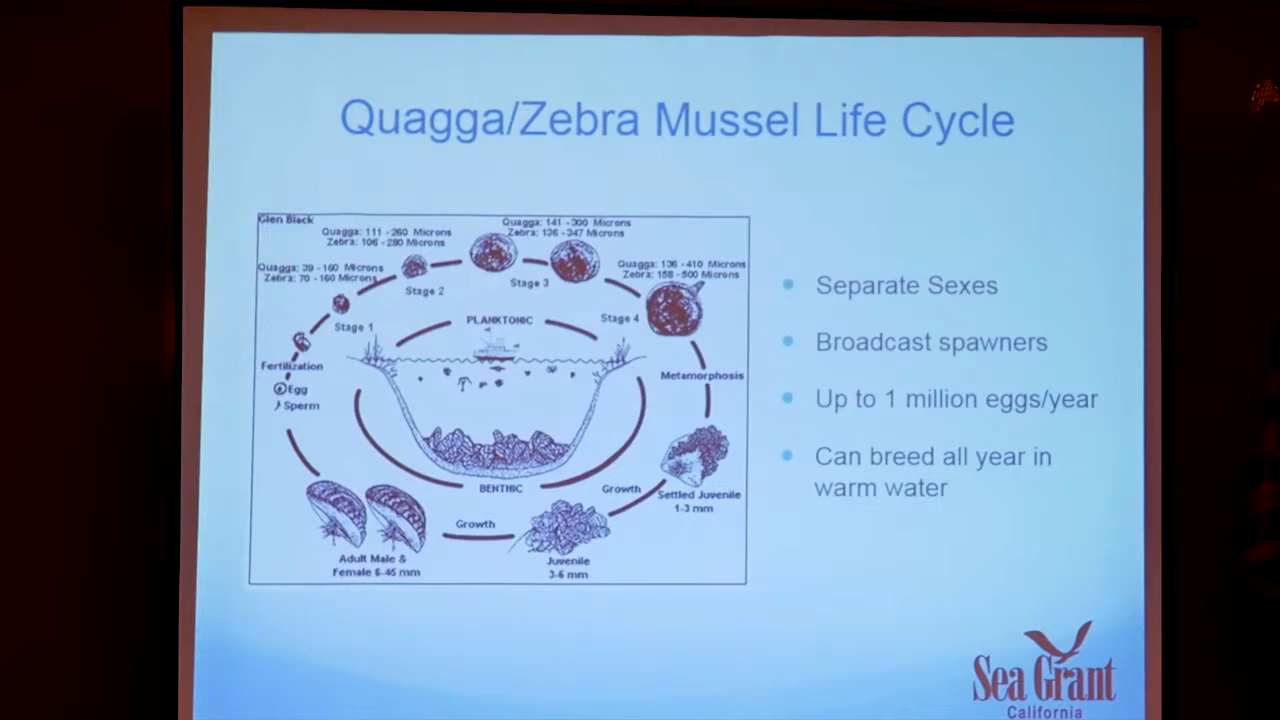 Quagga/Zebra Mussel Life Cycle
Glen Black
Quagga: 141 - 300 Microns
Zebra: 136 - 347 Microns
Quagga: 111 - 260 Microns
Zebra: 106 - 280 Microns
Quagga: 136 - 410 Microns
Zebra: 158 - 500 Microns
Quagga: 39 - 160 Microns
Zebra: 70 - 160 Microns
Stage 1
Stage 2
Stage 3
Stage 4
PLANKTONIC
Fertilization
Egg
Sperm
Metamorphosis
BENTHIC
Growth
Settled Juvenile
1-3 mm
Growth
Juvenile
3-6 mm
Adult Male &
Female 6-45 mm
Separate Sexes
Broadcast spawners
Up to 1 million eggs/year
Can breed all year in
warm water
Sea Grant
California